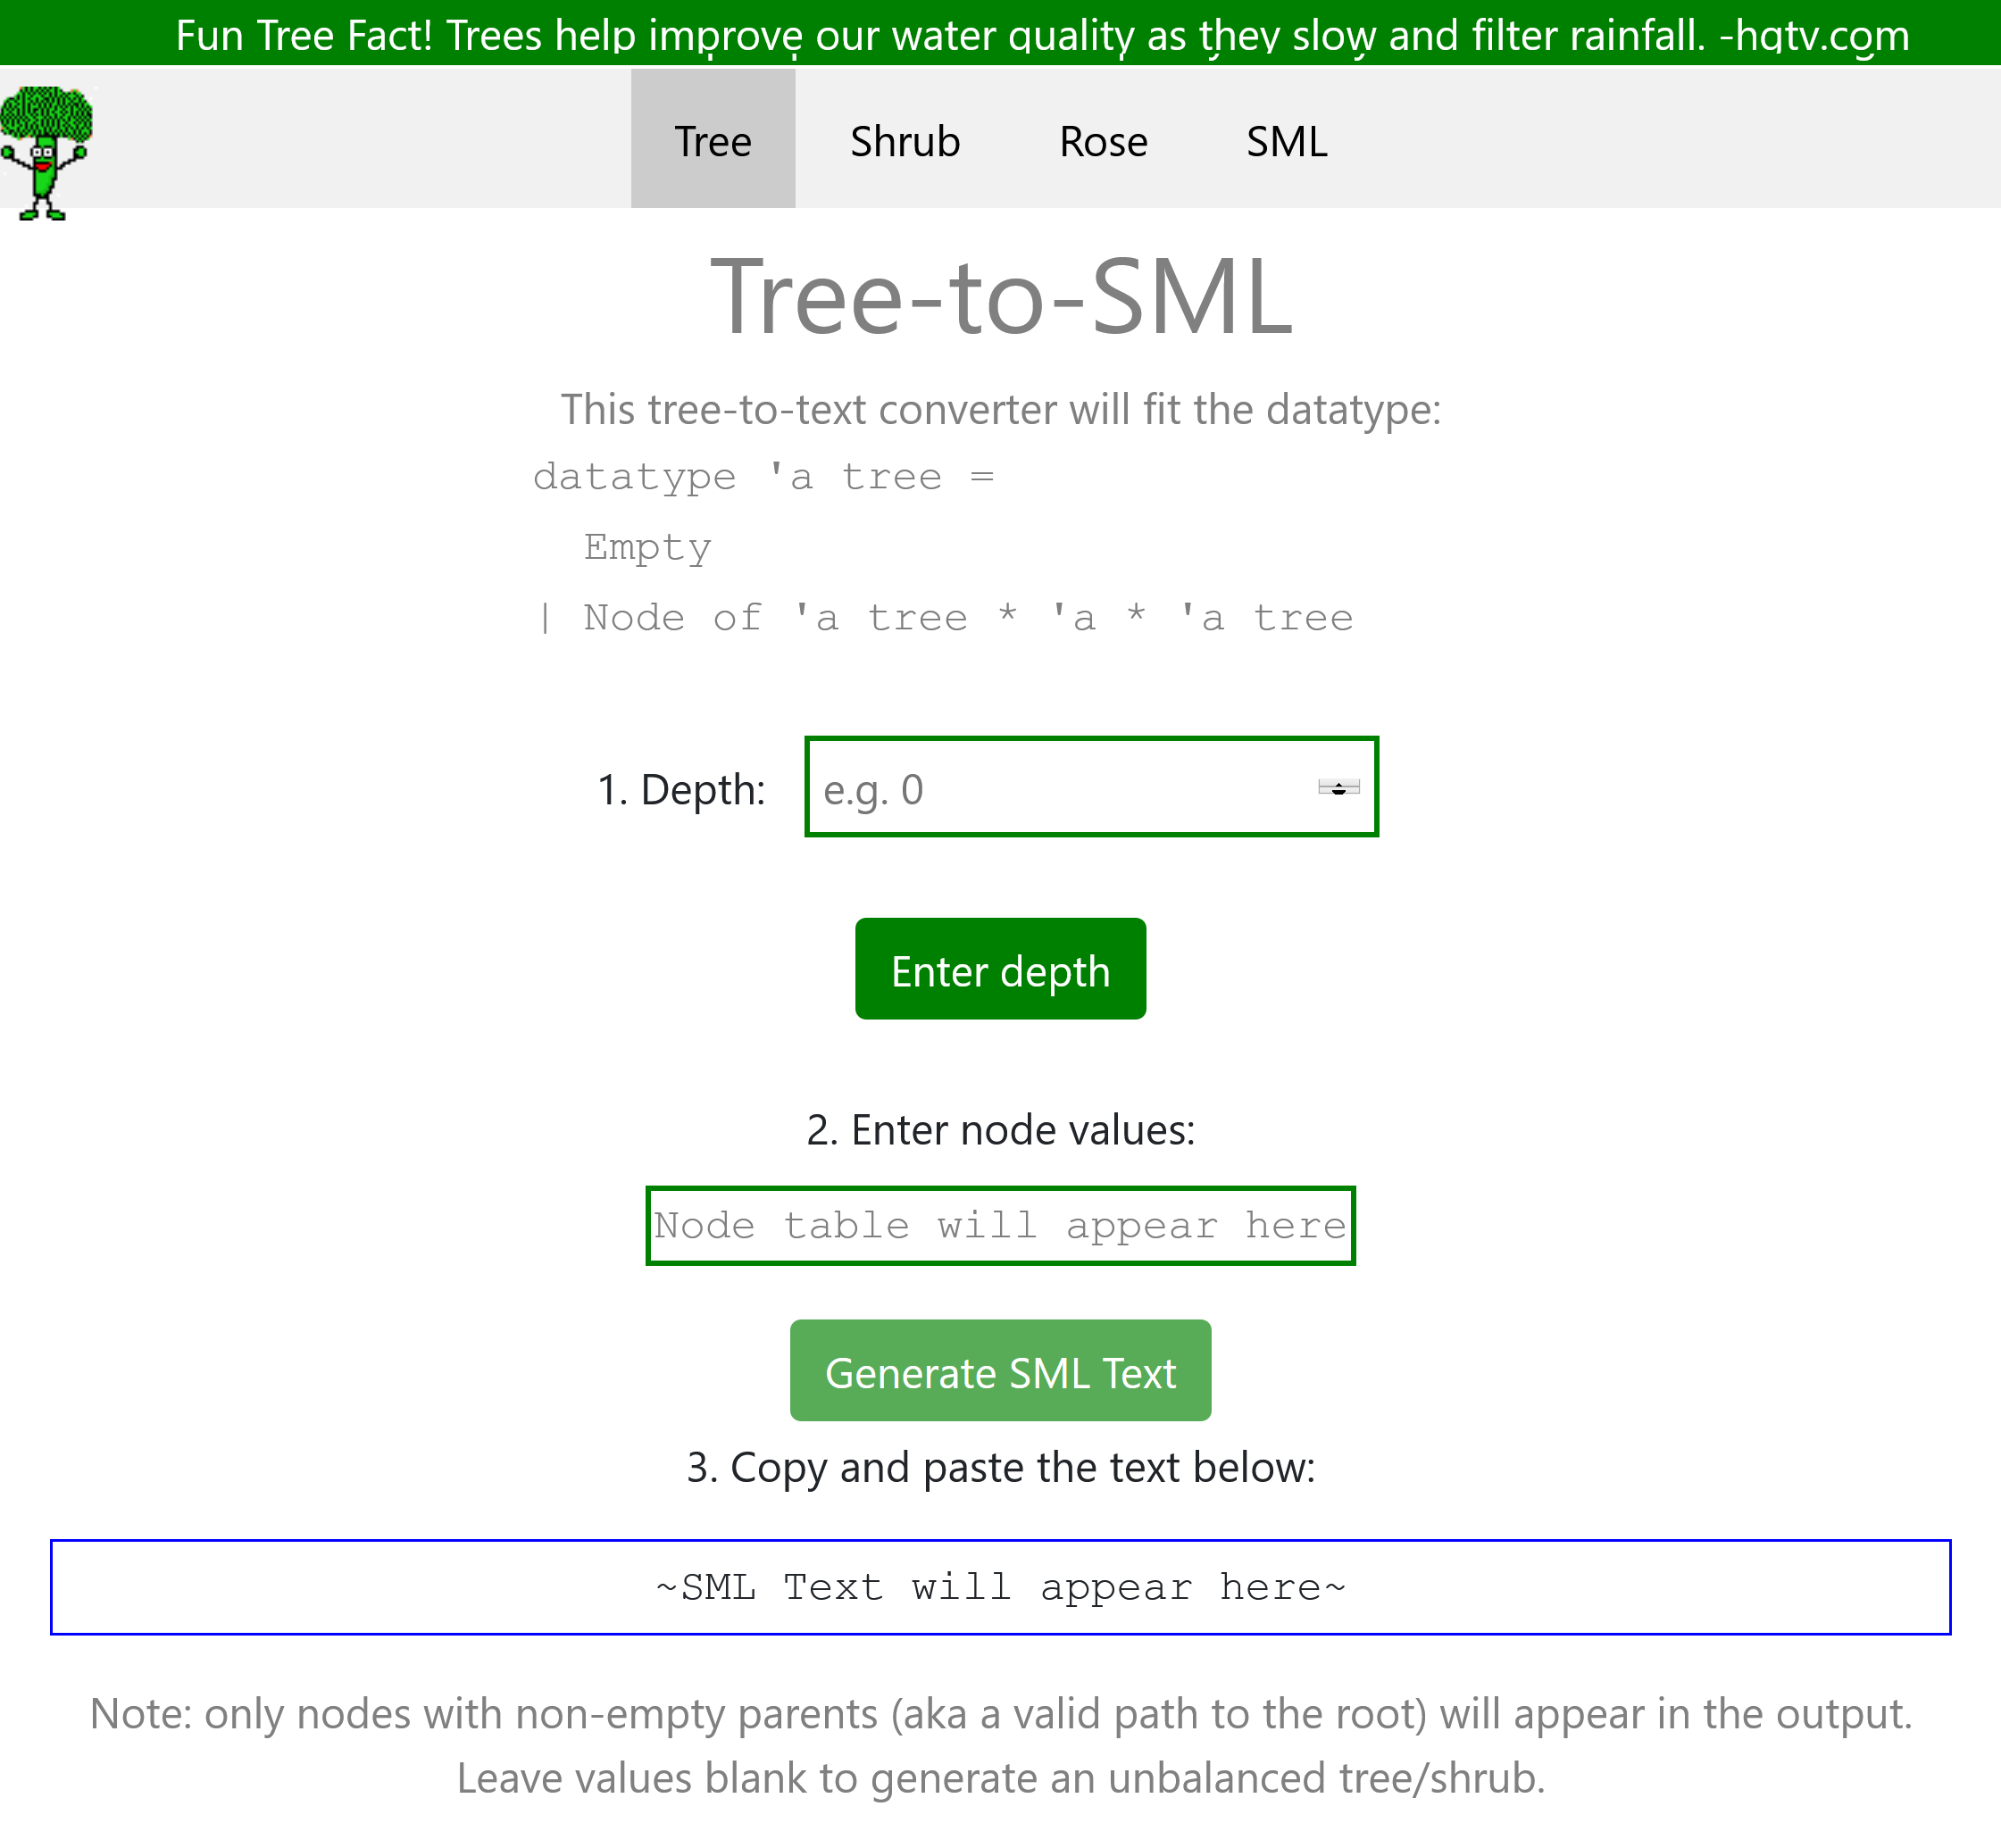 Fun Tree Fact! Trees help improve our water quality as they slow and filter rainfall. -hgtv.com
Tree Shrub Rose SML
Tree-to-SML
This tree-to-text converter will fit the datatype:
datatype 'a tree =
Empty
| Node of 'a tree * 'a * 'a tree
1. Depth: e.g. 0
Enter depth
2. Enter node values:
Node table will appear here
Generate SML Text
3. Copy and paste the text below:
~SML Text will appear here~
Note: only nodes with non-empty parents (aka a valid path to the root) will appear in the output.
Leave values blank to generate an unbalanced tree/shrub.